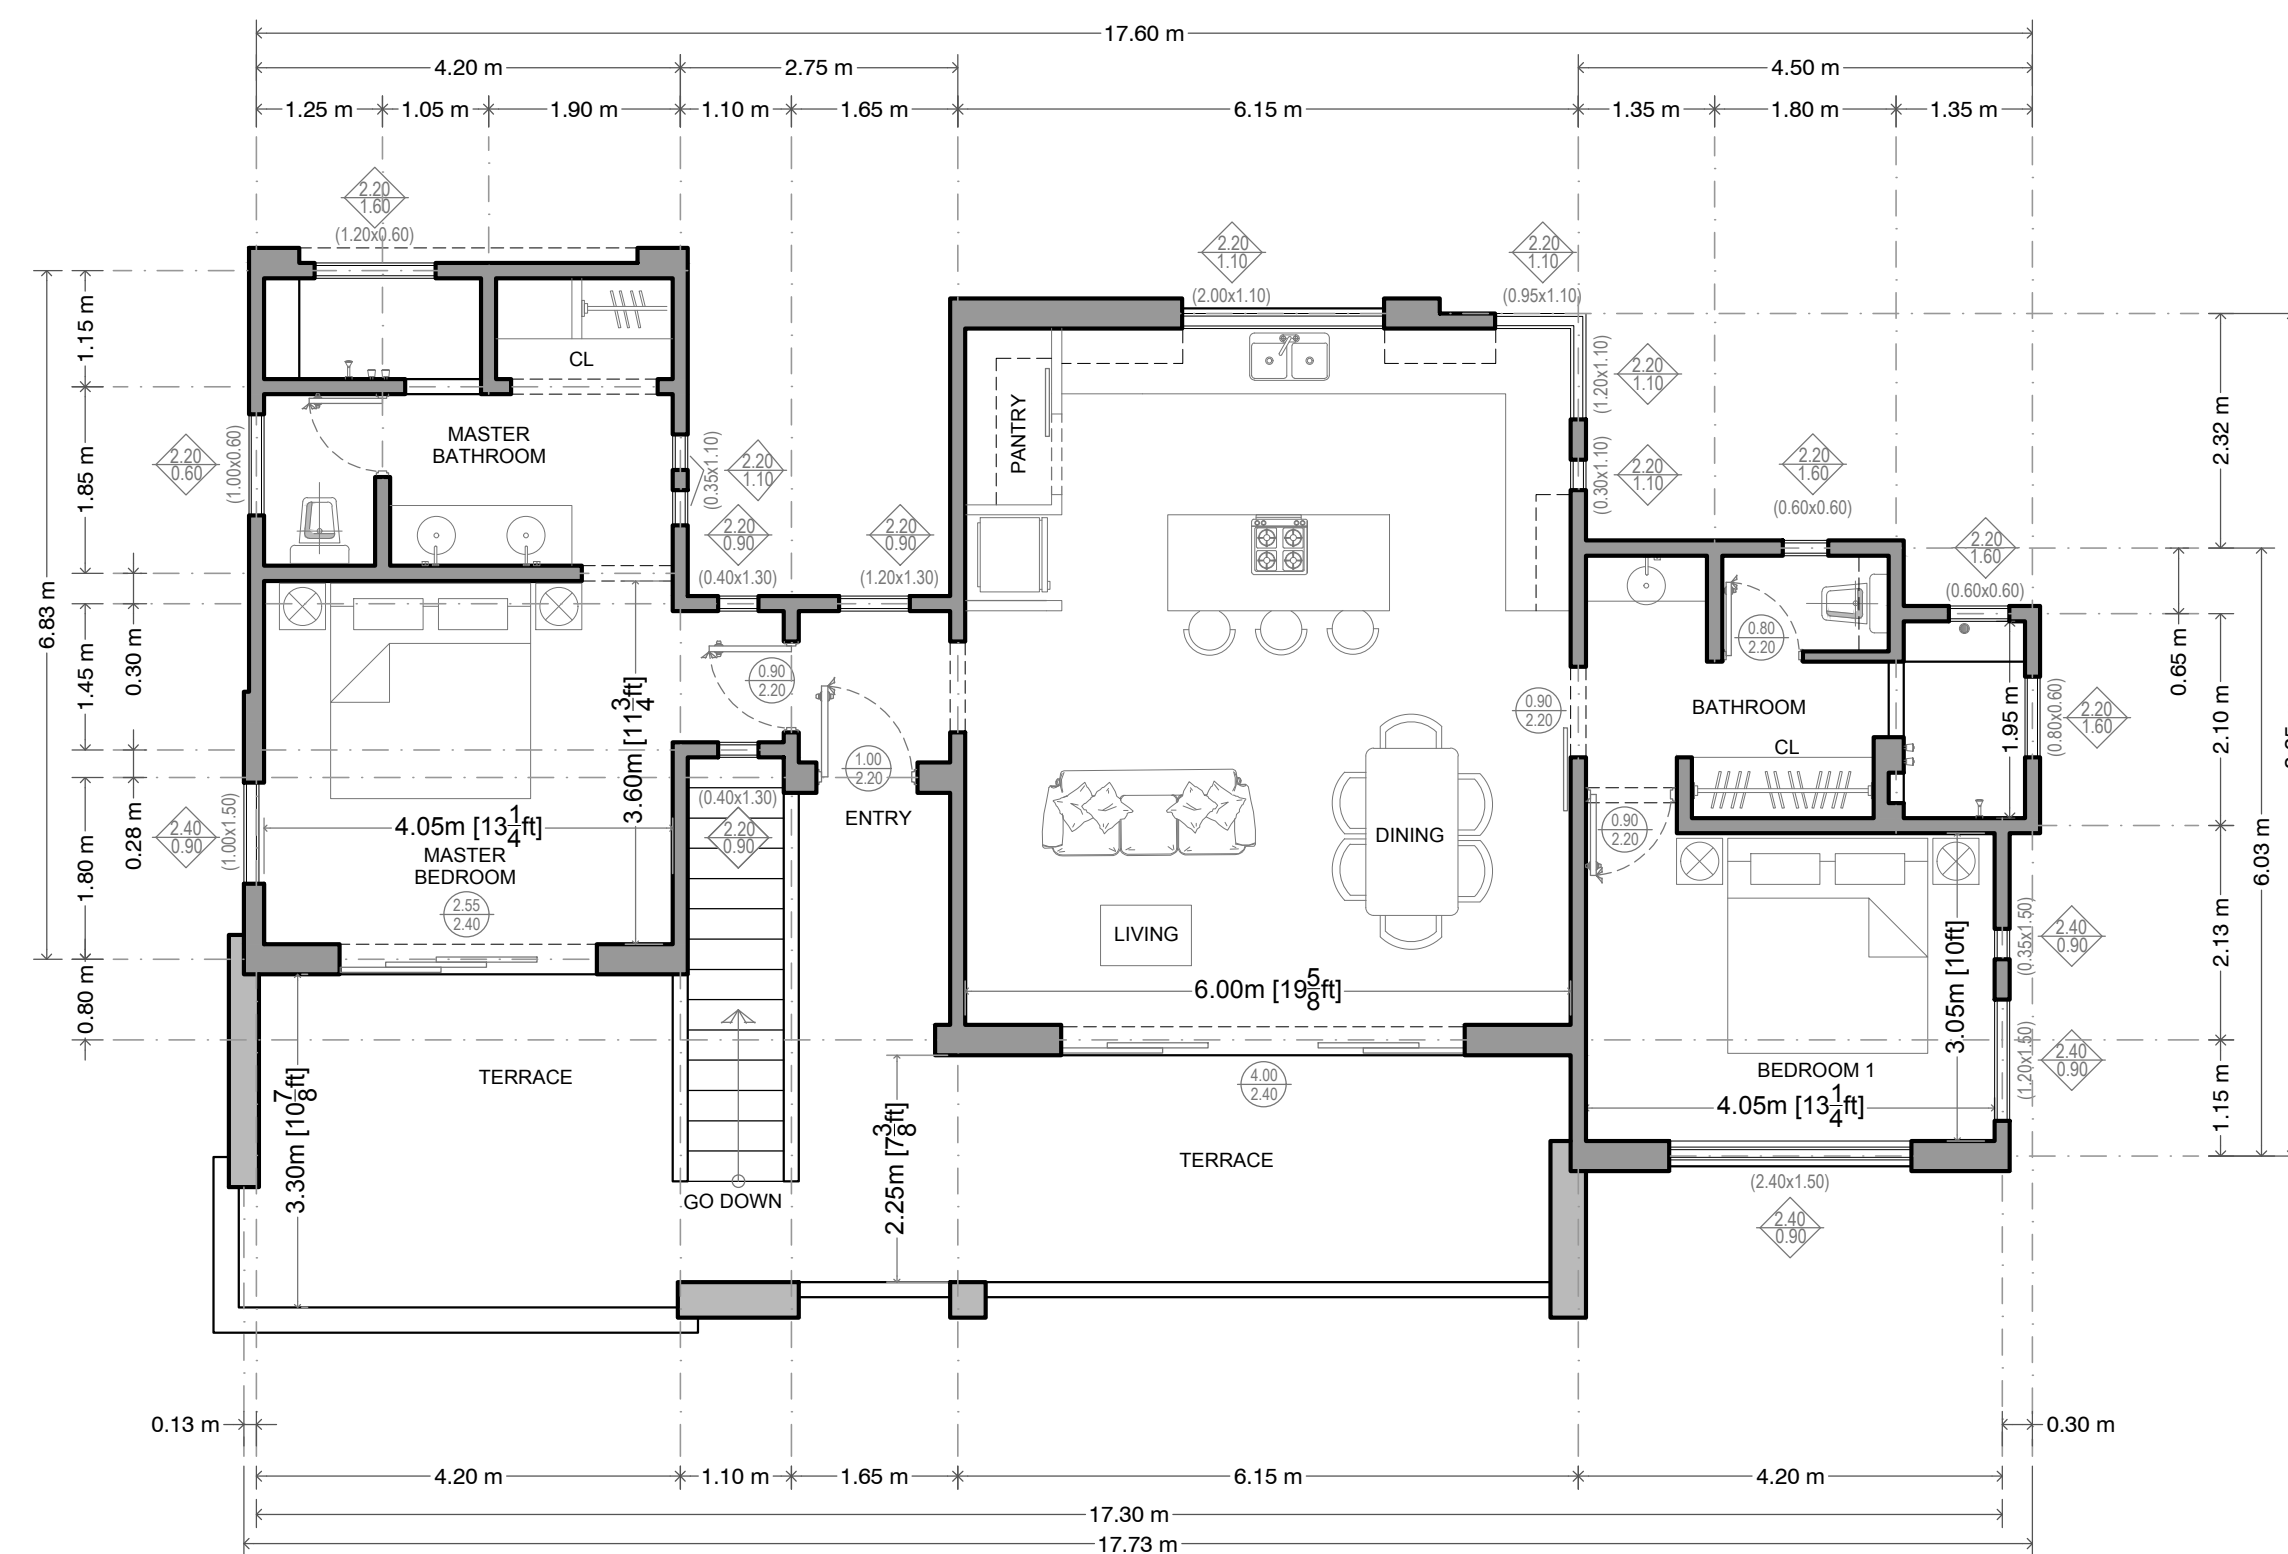 17.60 m
4.20 m
2.75 m
4.50 m
1.25 m
1.05 m
1.90 m
1.10 m
1.65 m
6.15 m
1.35 m
1.80 m
1.35 m
2.20
1.60
(1.20x0.60)
2.20
1.10
(2.00x1.10)
2.20
1.10
(0.95x1.10)
1.15 m
CL
(1.20x1.10)
2.20
1.10
PANTRY
2.32 m
MASTER
BATHROOM
2.20
0.60
(1.00x0.60)
1.85 m
(0.35x1.10)
2.20
1.10
(0.30x1.10)
2.20
1.10
2.20
1.60
(0.60x0.60)
2.20
0.90
(0.40x1.30)
2.20
0.90
(1.20x1.30)
2.20
1.60
(0.60x0.60)
6.83 m
1.45 m
0.30 m
3.60m [11 3/4ft]
0.90
2.20
0.80
2.20
0.65 m
0.90
2.20
BATHROOM
1.95 m
(0.80x0.60)
2.20
1.60
2.10 m
CL
1.00
2.20
(0.40x1.30)
2.20
0.90
ENTRY
1.80 m
0.28 m
2.40
0.90
(1.00x1.50)
4.05m [13 1/4ft]
MASTER
BEDROOM
2.55
2.40
DINING
0.90
2.20
6.03 m
LIVING
6.00m [19 5/8ft]
3.05m [10ft]
(0.35x1.50)
2.40
0.90
2.13 m
0.80 m
TERRACE
4.00
2.40
BEDROOM 1
4.05m [13 1/4ft]
(1.20x1.50)
2.40
0.90
1.15 m
3.30m [10 7/8ft]
2.25m [7 3/8ft]
TERRACE
GO DOWN
(2.40x1.50)
2.40
0.90
0.13 m
0.30 m
4.20 m
1.10 m
1.65 m
6.15 m
4.20 m
17.30 m
17.73 m